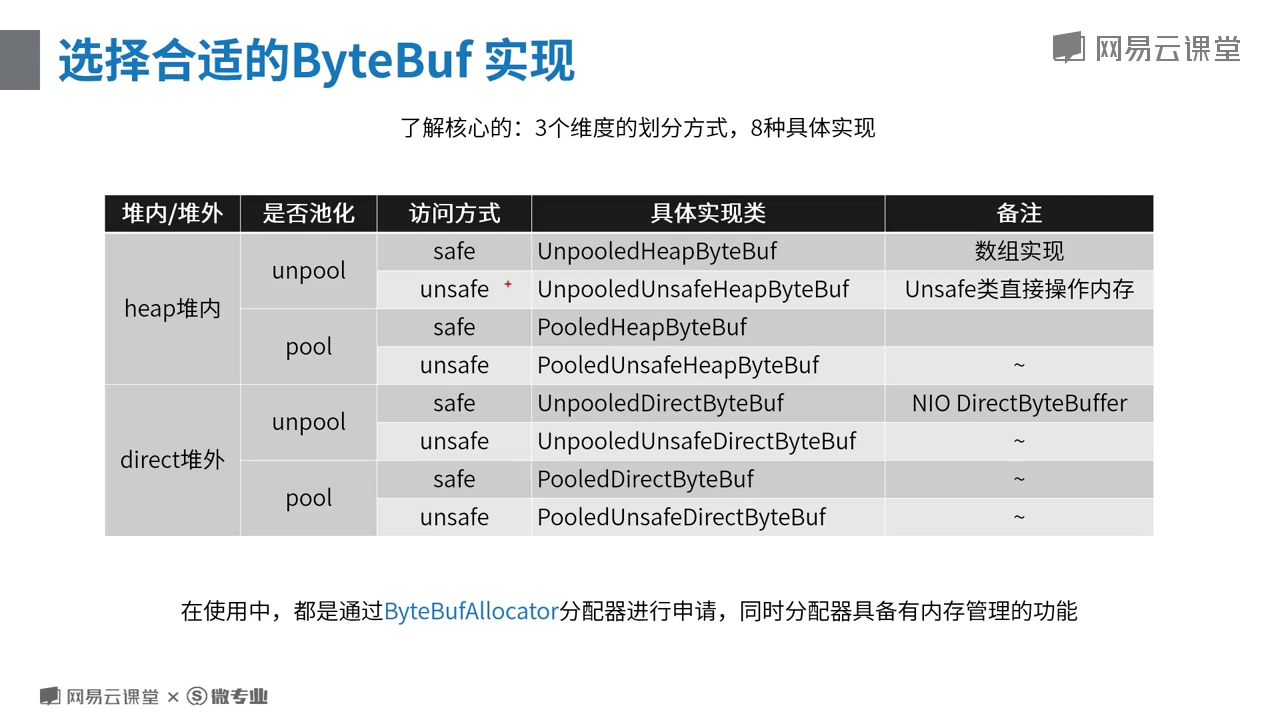 选择合适的ByteBuf 实现
网易云课堂
了解核心的：3个维度的划分方式，8种具体实现
堆内/堆外 是否池化 访问方式 具体实现类 备注
heap堆内 unpool safe UnpooledHeapByteBuf 数组实现
unsafe UnpooledUnsafeHeapByteBuf Unsafe类直接操作内存
pool safe PooledHeapByteBuf
unsafe PooledUnsafeHeapByteBuf ~
direct堆外 unpool safe UnpooledDirectByteBuf NIO DirectByteBuffer
unsafe UnpooledUnsafeDirectByteBuf ~
pool safe PooledDirectByteBuf ~
unsafe PooledUnsafeDirectByteBuf ~
在使用中，都是通过ByteBufAllocator分配器进行申请，同时分配器具备有内存管理的功能
网易云课堂 × S 微专业